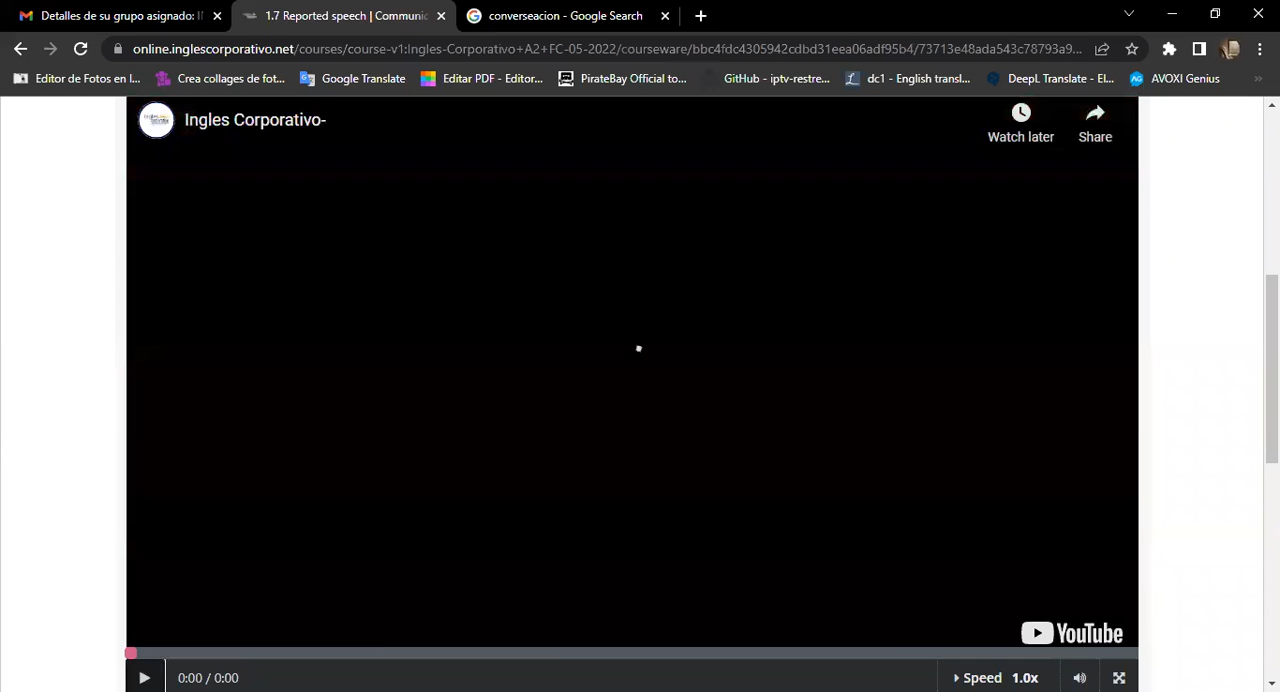 Detalles de su grupo asignado: I
1.7 Reported speech | Communic
converseacion - Google Search
online.inglescorporativo.net/courses/course-v1:Ingles-Corporativo+A2+FC-05-2022/courseware/bbc4fdc4305942cdbd31eea06adf95b4/73713e48ada543c78793a9...
Editor de Fotos en l...
Crea collages de fot...
Google Translate
Editar PDF - Editor...
PirateBay Official to...
GitHub - iptv-restre...
dc1 - English transl...
DeepL Translate - El...
AVOXI Genius
»
Ingles Corporativo-
Watch later
Share
YouTube
0:00 / 0:00
Speed 1.0x